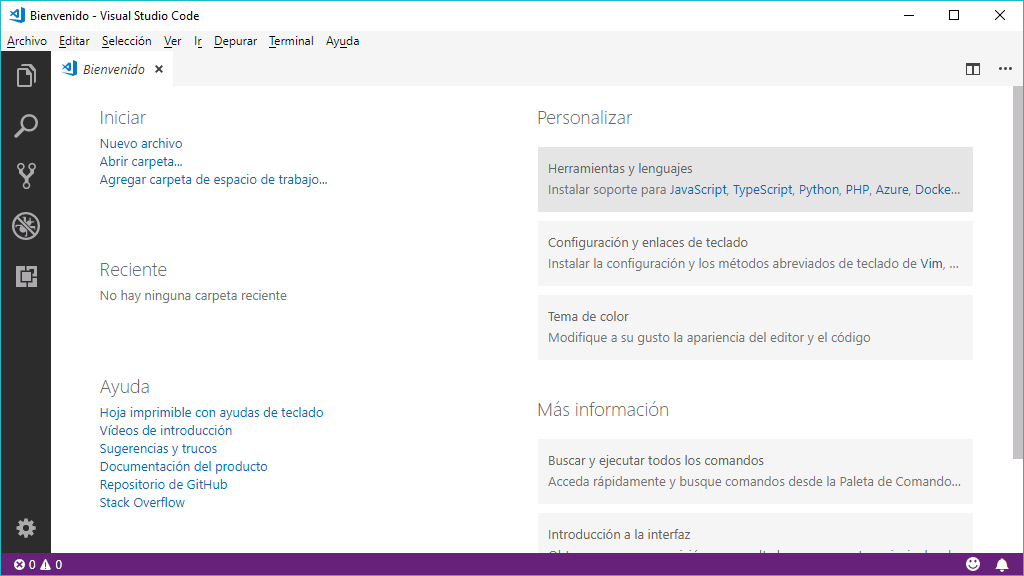 Bienvenido - Visual Studio Code
Archivo Editar Selección Ver Ir Depurar Terminal Ayuda
Bienvenido
Iniciar
Nuevo archivo
Abrir carpeta...
Agregar carpeta de espacio de trabajo...
Reciente
No hay ninguna carpeta reciente
Ayuda
Hoja imprimible con ayudas de teclado
Vídeos de introducción
Sugerencias y trucos
Documentación del producto
Repositorio de GitHub
Stack Overflow
Personalizar
Herramientas y lenguajes
Instalar soporte para JavaScript, TypeScript, Python, PHP, Azure, Docke...
Configuración y enlaces de teclado
Instalar la configuración y los métodos abreviados de teclado de Vim, ...
Tema de color
Modifique a su gusto la apariencia del editor y el código
Más información
Buscar y ejecutar todos los comandos
Acceda rápidamente y busque comandos desde la Paleta de Comando...
Introducción a la interfaz
0 0